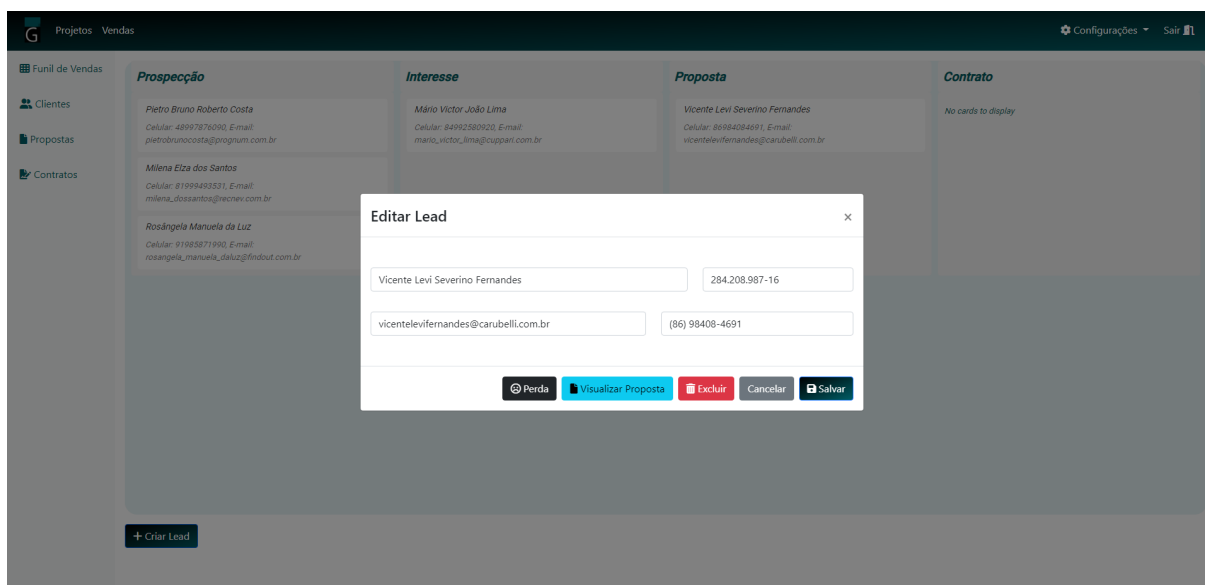 G
Projetos Vendas
Configurações
Sair
Funil de Vendas
Clientes
Propostas
Contratos
Prospecção
Pietro Bruno Roberto Costa
Celular: 48997876090, E-mail:
pietrobrunocosta@prognum.com.br
Milena Elza dos Santos
Celular: 81999493531, E-mail:
milena_dossantos@recnev.com.br
Rosângela Manuela da Luz
Celular: 91985871990, E-mail:
rosangela_manuela_daluz@findout.com.br
Interesse
Mário Victor João Lima
Celular: 84992580920, E-mail:
mario_victor_lima@cuppari.com.br
Proposta
Vicente Levi Severino Fernandes
Celular: 86984084691, E-mail:
vicentelevifernandes@carubelli.com.br
Contrato
No cards to display
Editar Lead
×
Vicente Levi Severino Fernandes
284.208.987-16
vicentelevifernandes@carubelli.com.br
(86) 98408-4691
Perda
Visualizar Proposta
Excluir
Cancelar
Salvar
+ Criar Lead